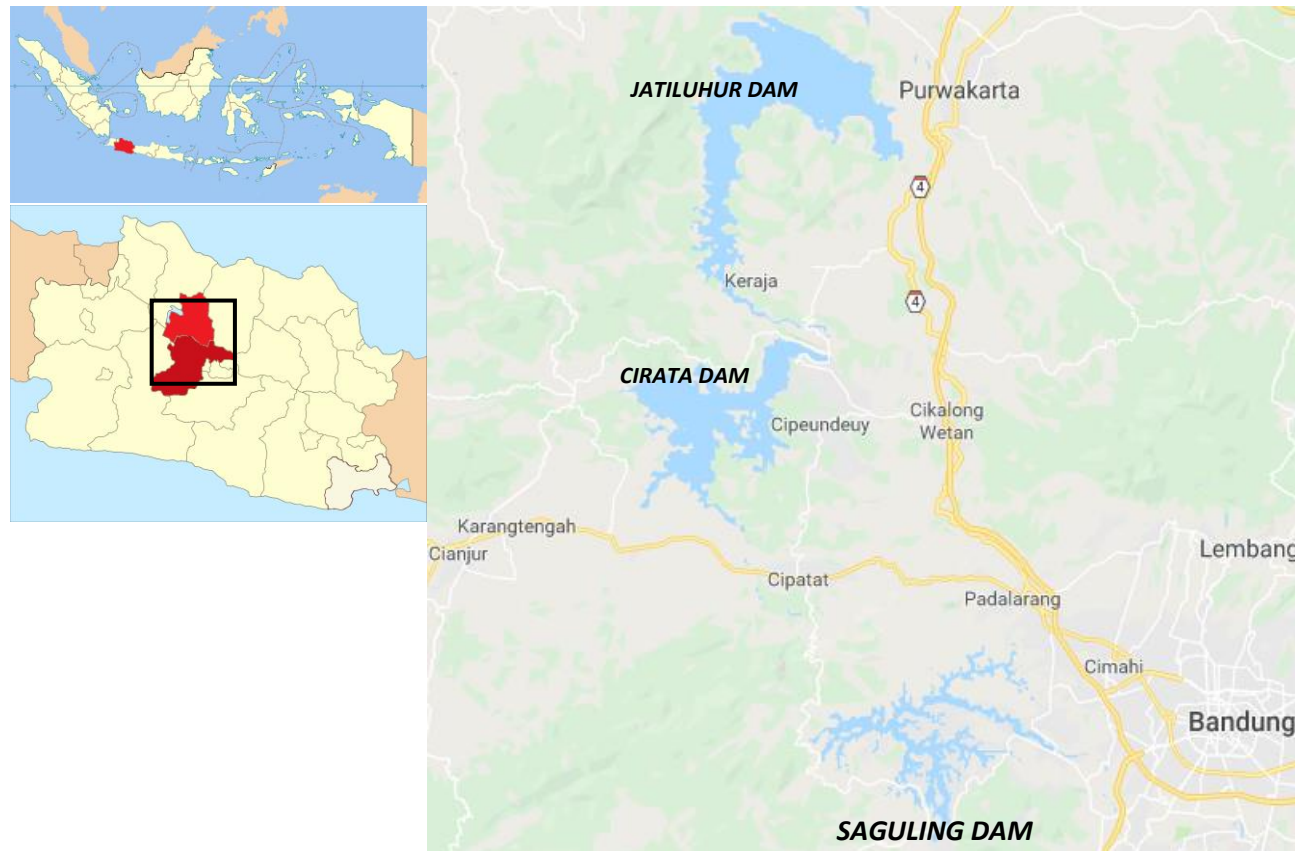 JATILUHUR DAM
Purwakarta
4
Keraja
4
CIRATA DAM
Cipeundeuy
Cikalong
Wetan
Karangtengah
Cianjur
Lembang
Cipatat
Padalarang
Cimahi
Bandung
SAGULING DAM